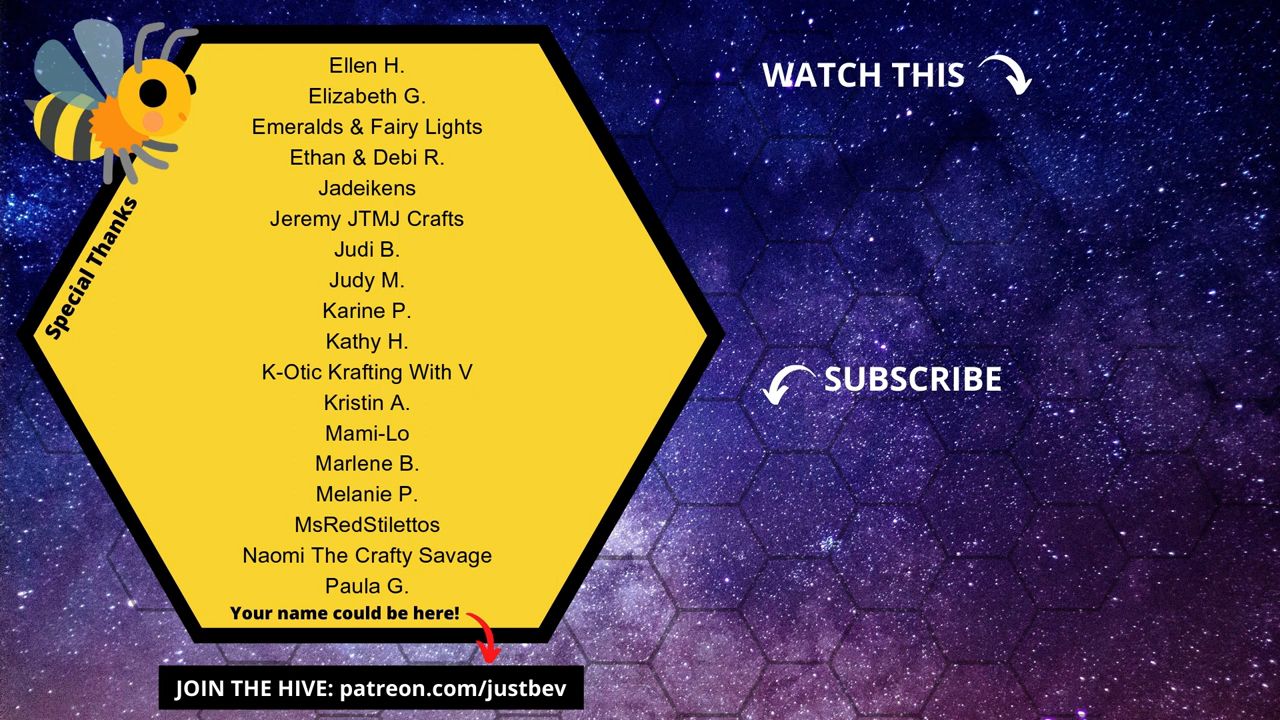 Special Thanks
Ellen H.
Elizabeth G.
Emeralds & Fairy Lights
Ethan & Debi R.
Jadeikens
Jeremy JTMJ Crafts
Judi B.
Judy M.
Karine P.
Kathy H.
K-Otic Krafting With V
Kristin A.
Mami-Lo
Marlene B.
Melanie P.
MsRedStilettos
Naomi The Crafty Savage
Paula G.
Your name could be here!
JOIN THE HIVE: patreon.com/justbev
WATCH THIS
SUBSCRIBE